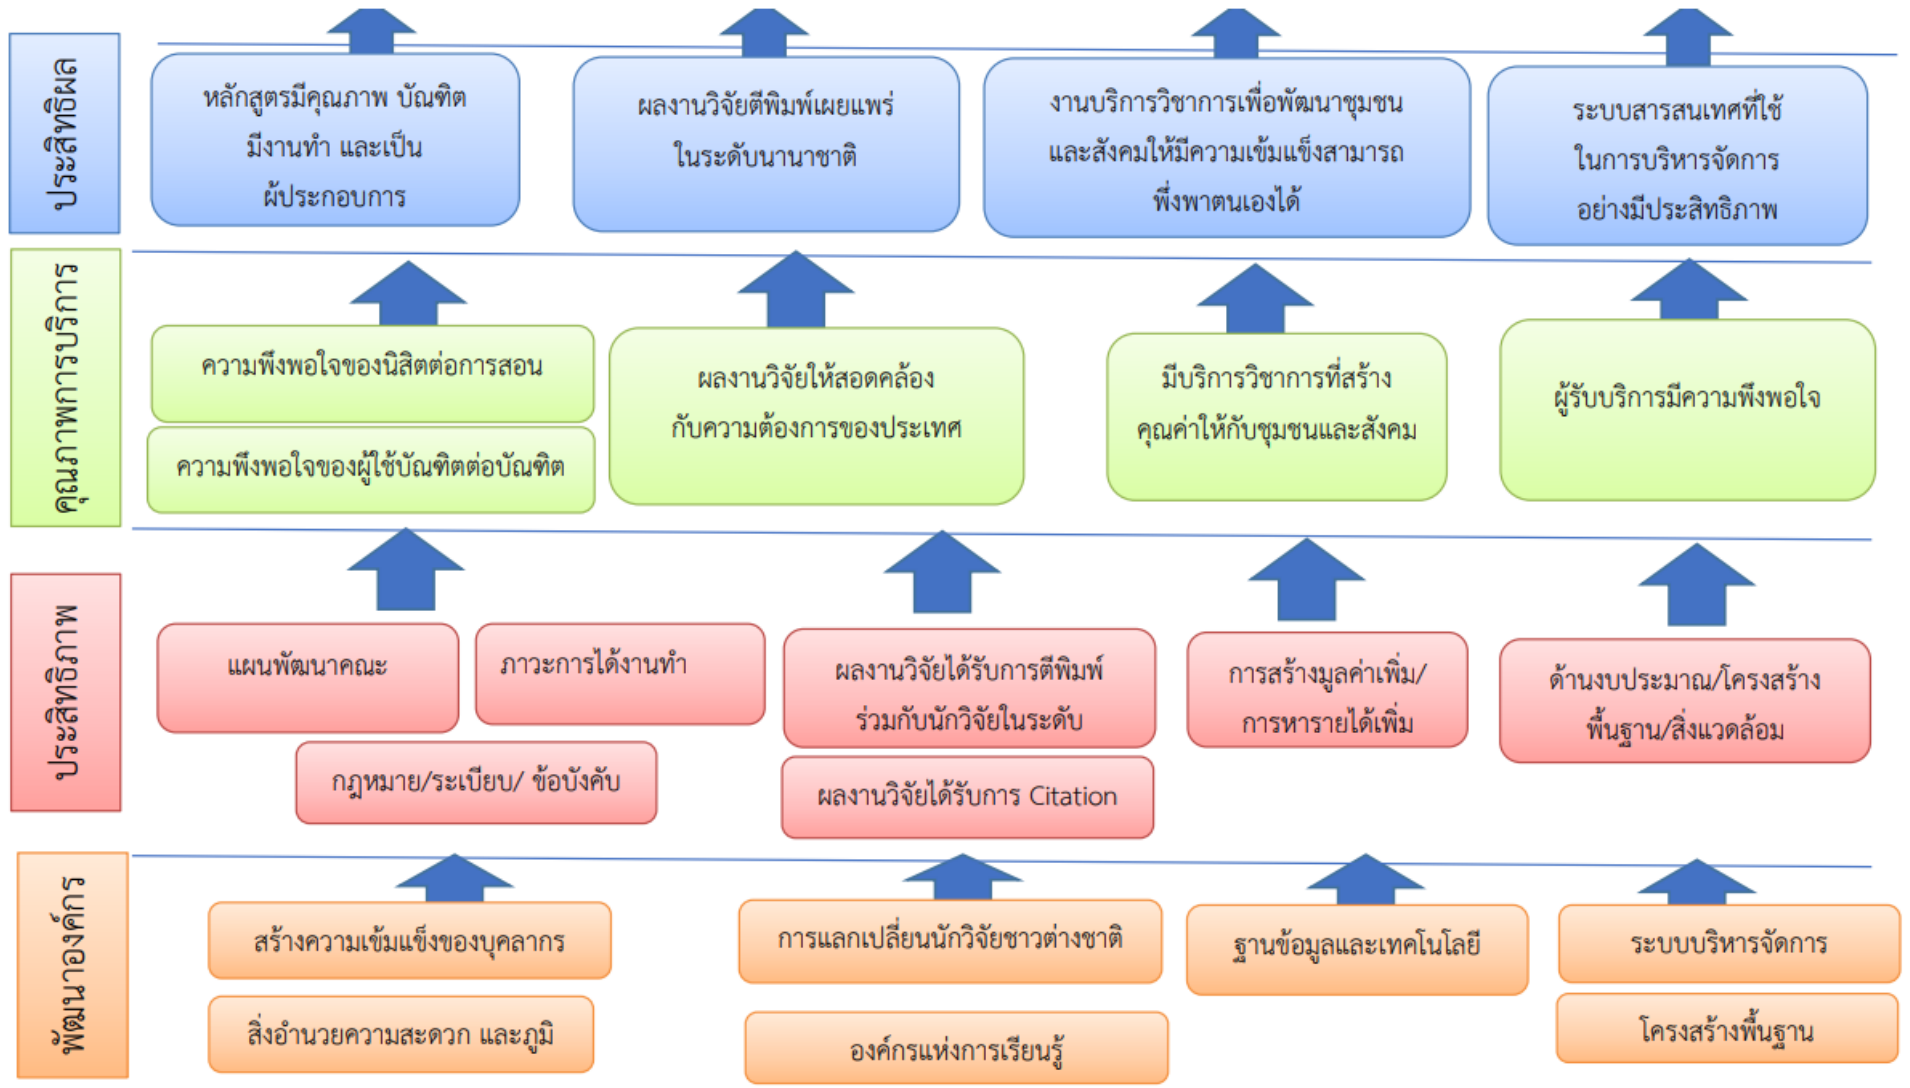 ประสิทธิผล
หลักสูตรมีคุณภาพ บัณฑิต
มีงานทำ และเป็น
ผู้ประกอบการ
ผลงานวิจัยตีพิมพ์เผยแพร่
ในระดับนานาชาติ
งานบริการวิชาการเพื่อพัฒนาชุมชน
และสังคมให้มีความเข้มแข็งสามารถ
พึ่งพาตนเองได้
ระบบสารสนเทศที่ใช้
ในการบริหารจัดการ
อย่างมีประสิทธิภาพ
คุณภาพการบริการ
ความพึงพอใจของนิสิตต่อการสอน
ความพึงพอใจของผู้ใช้บัณฑิตต่อบัณฑิต
ผลงานวิจัยให้สอดคล้อง
กับความต้องการของประเทศ
มีบริการวิชาการที่สร้าง
คุณค่าให้กับชุมชนและสังคม
ผู้รับบริการมีความพึงพอใจ
ประสิทธิภาพ
แผนพัฒนาคณะ
ภาวะการได้งานทำ
กฎหมาย/ระเบียบ/ ข้อบังคับ
ผลงานวิจัยได้รับการตีพิมพ์
ร่วมกับนักวิจัยในระดับ
ผลงานวิจัยได้รับการ Citation
การสร้างมูลค่าเพิ่ม/
การหารายได้เพิ่ม
ด้านงบประมาณ/โครงสร้าง
พื้นฐาน/สิ่งแวดล้อม
พัฒนาองค์กร
สร้างความเข้มแข็งของบุคลากร
สิ่งอำนวยความสะดวก และภูมิ
การแลกเปลี่ยนนักวิจัยชาวต่างชาติ
องค์กรแห่งการเรียนรู้
ฐานข้อมูลและเทคโนโลยี
ระบบบริหารจัดการ
โครงสร้างพื้นฐาน